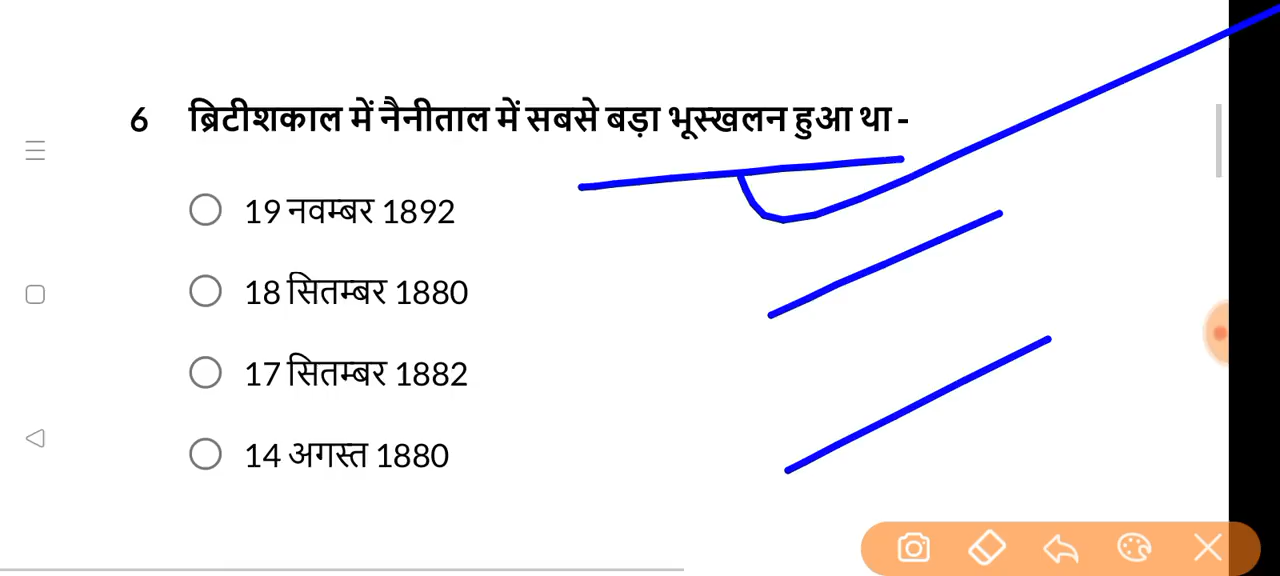 6 ब्रिटीशकाल में नैनीताल में सबसे बड़ा भूस्खलन हुआ था -
19 नवम्बर 1892
18 सितम्बर 1880
17 सितम्बर 1882
14 अगस्त 1880